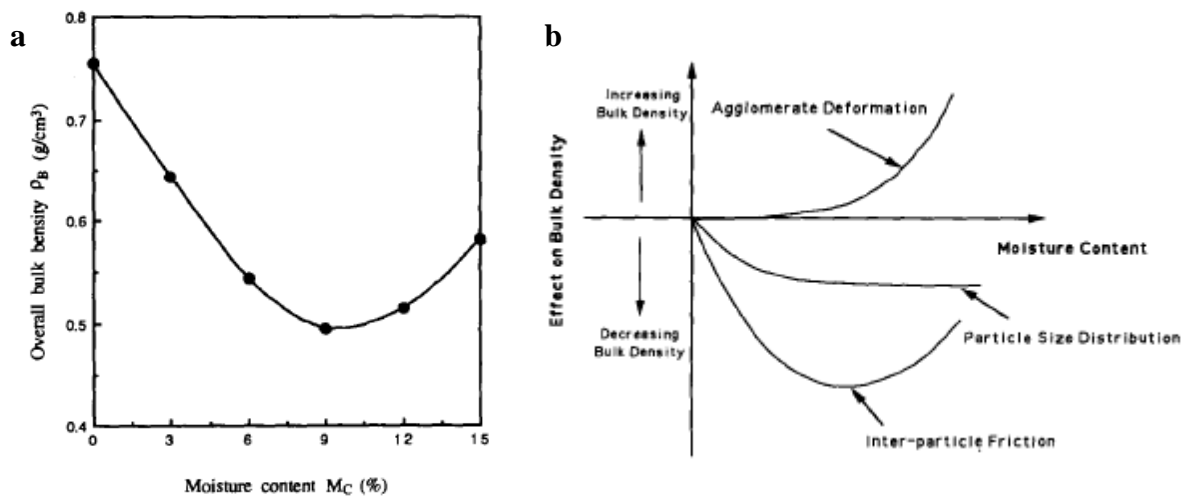 a
0.8
0.7
0.6
0.5
0.4
Overall bulk bensity ρB (g/cm³)
0 3 6 9 12 15
Moisture content MC (%)
b
Increasing
Bulk Density
Agglomerate Deformation
Effect on Bulk Density
Moisture Content
Decreasing
Bulk Density
Particle Size Distribution
Inter-particle Friction